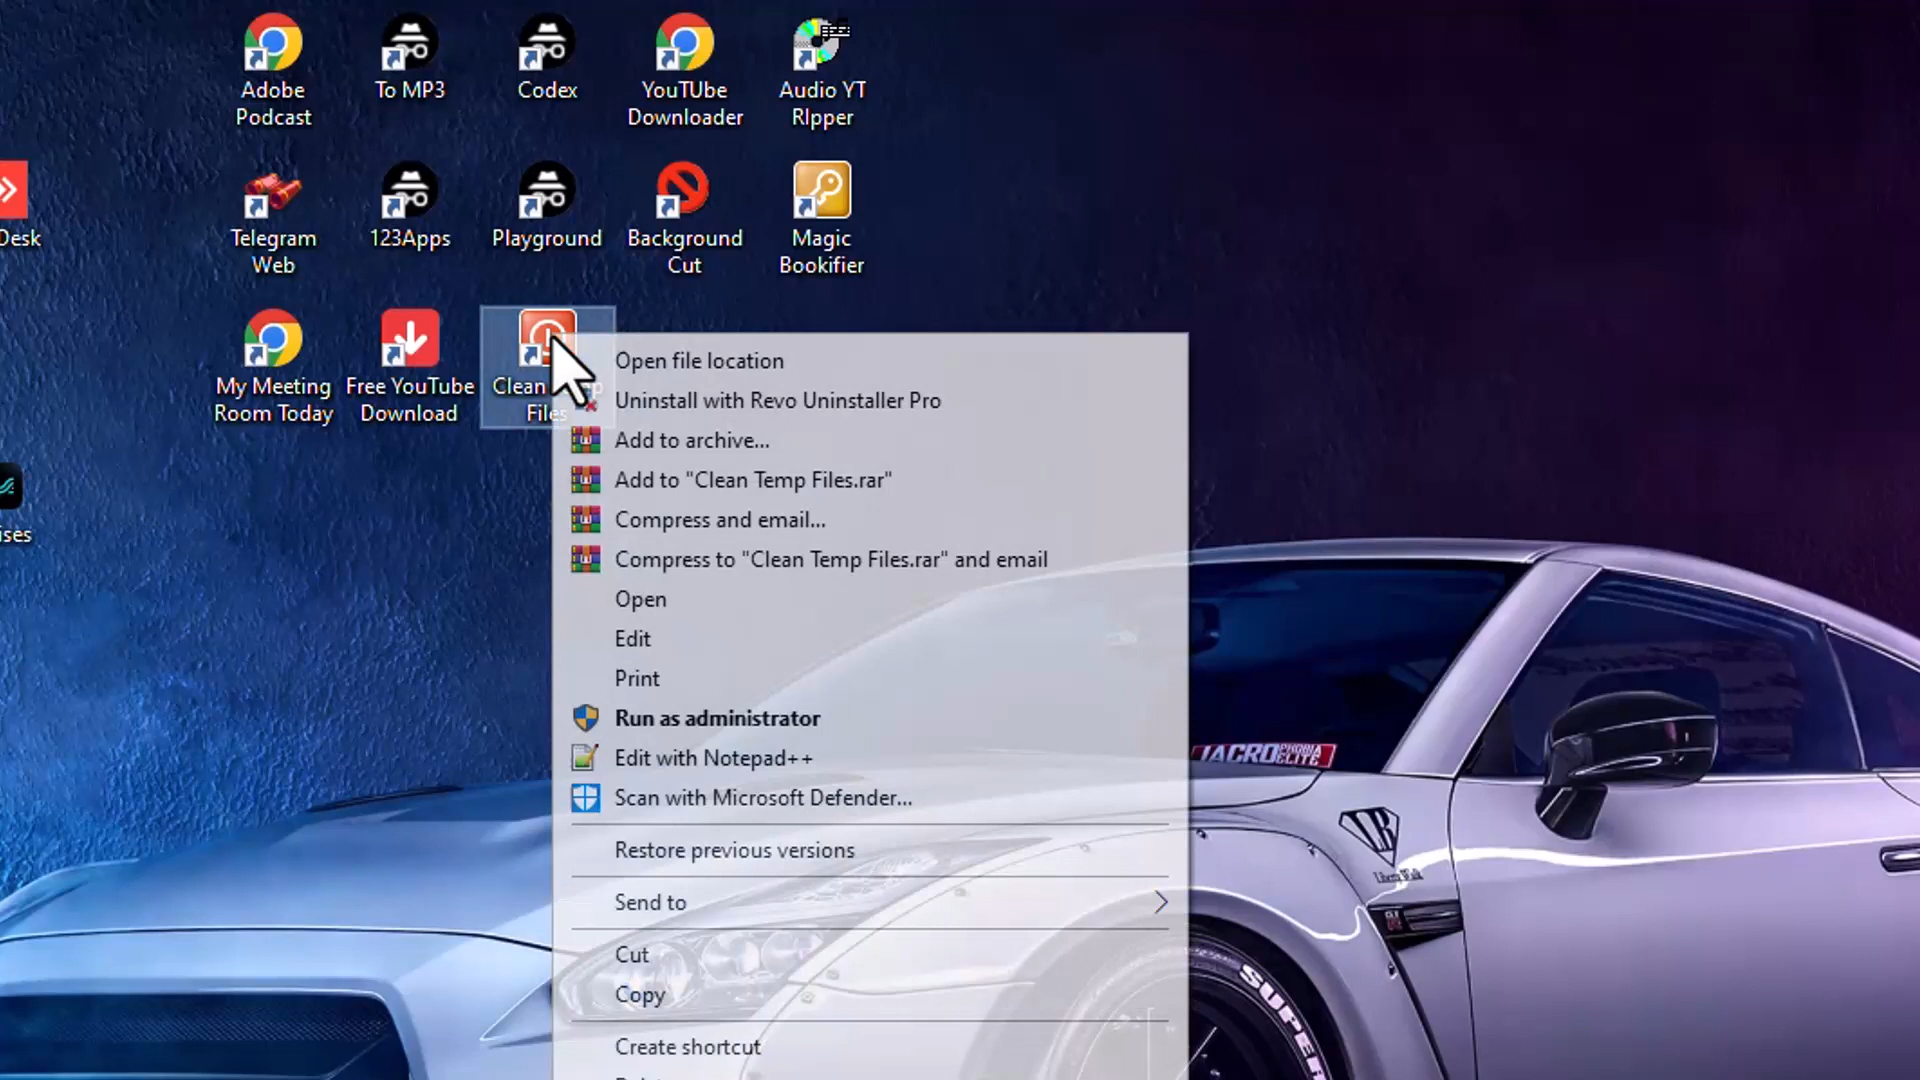 Adobe
Podcast
To MP3
Codex
YouTUbe
Downloader
Audio YT
RIpper
Desk
Telegram
Web
123Apps
Playground
Background
Cut
Magic
Bookifier
My Meeting
Room Today
Free YouTube
Download
Clean
Files
ises
Open file location
Uninstall with Revo Uninstaller Pro
Add to archive...
Add to "Clean Temp Files.rar"
Compress and email...
Compress to "Clean Temp Files.rar" and email
Open
Edit
Print
Run as administrator
Edit with Notepad++
Scan with Microsoft Defender...
Restore previous versions
Send to
Cut
Copy
Create shortcut
Liberty Walk